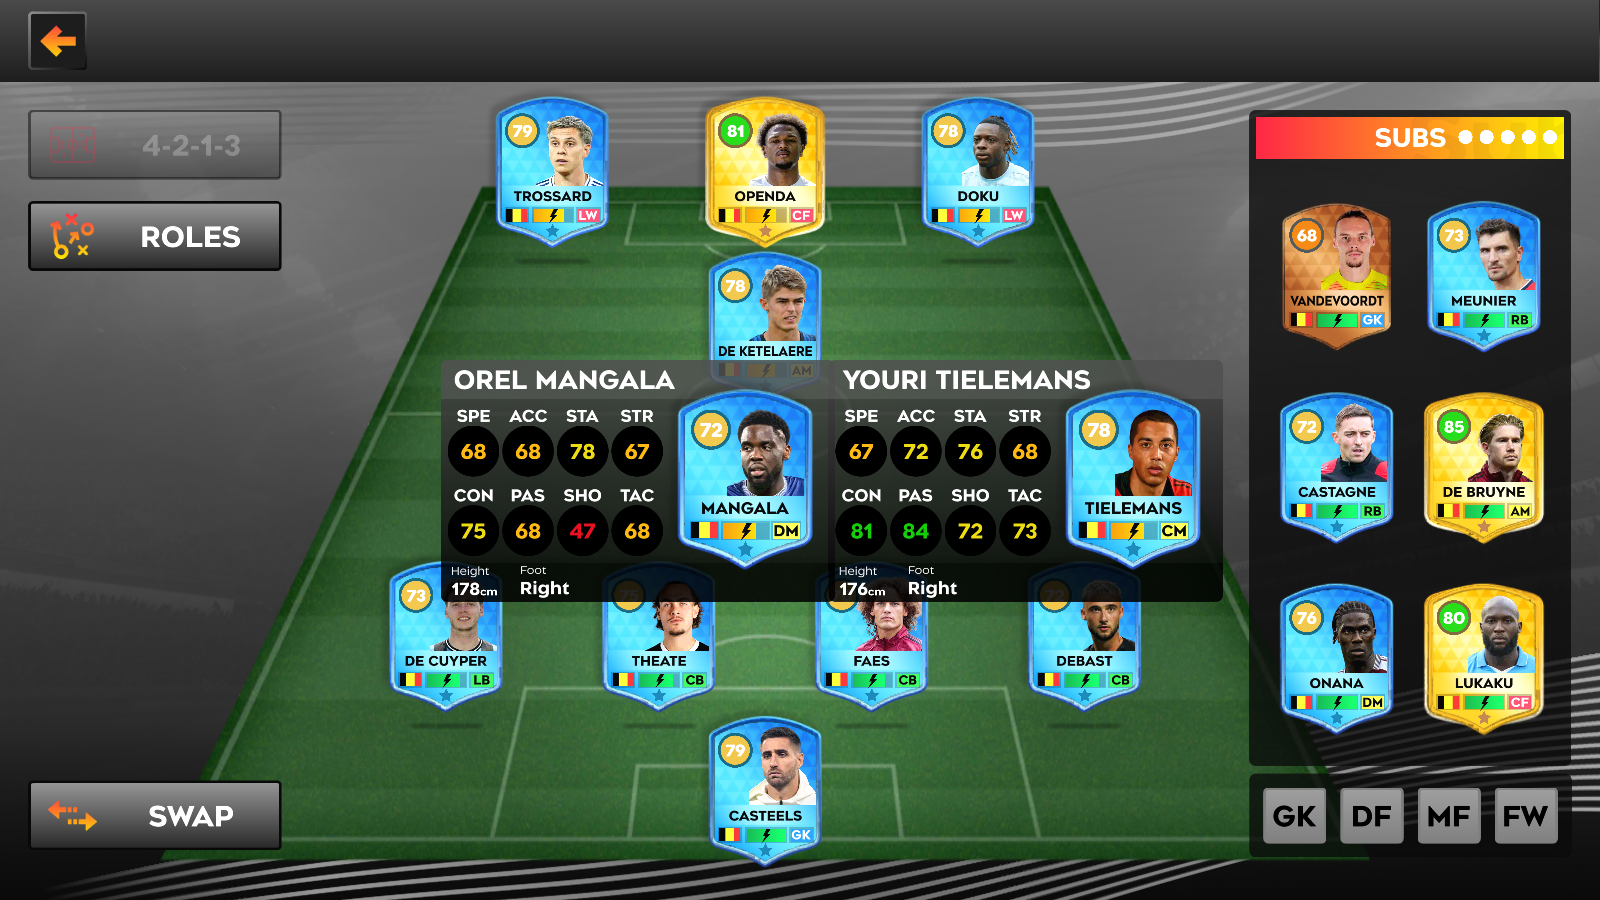 4-2-1-3
ROLES
SWAP
79
TROSSARD
LW
81
OPENDA
CF
78
DOKU
LW
78
DE KETELAERE
AM
OREL MANGALA
SPE ACC STA STR
68 68 78 67
CON PAS SHO TAC
75 68 47 68
Height Foot
178cm Right
72
MANGALA
DM
YOURI TIELEMANS
SPE ACC STA STR
67 72 76 68
CON PAS SHO TAC
81 84 72 73
Height Foot
176cm Right
78
TIELEMANS
CM
73
DE CUYPER
LB
75
THEATE
CB
FAES
CB
72
DEBAST
CB
79
CASTEELS
GK
SUBS
68
VANDEVOORDT
GK
73
MEUNIER
RB
72
CASTAGNE
RB
85
DE BRUYNE
AM
76
ONANA
DM
80
LUKAKU
CF
GK DF MF FW